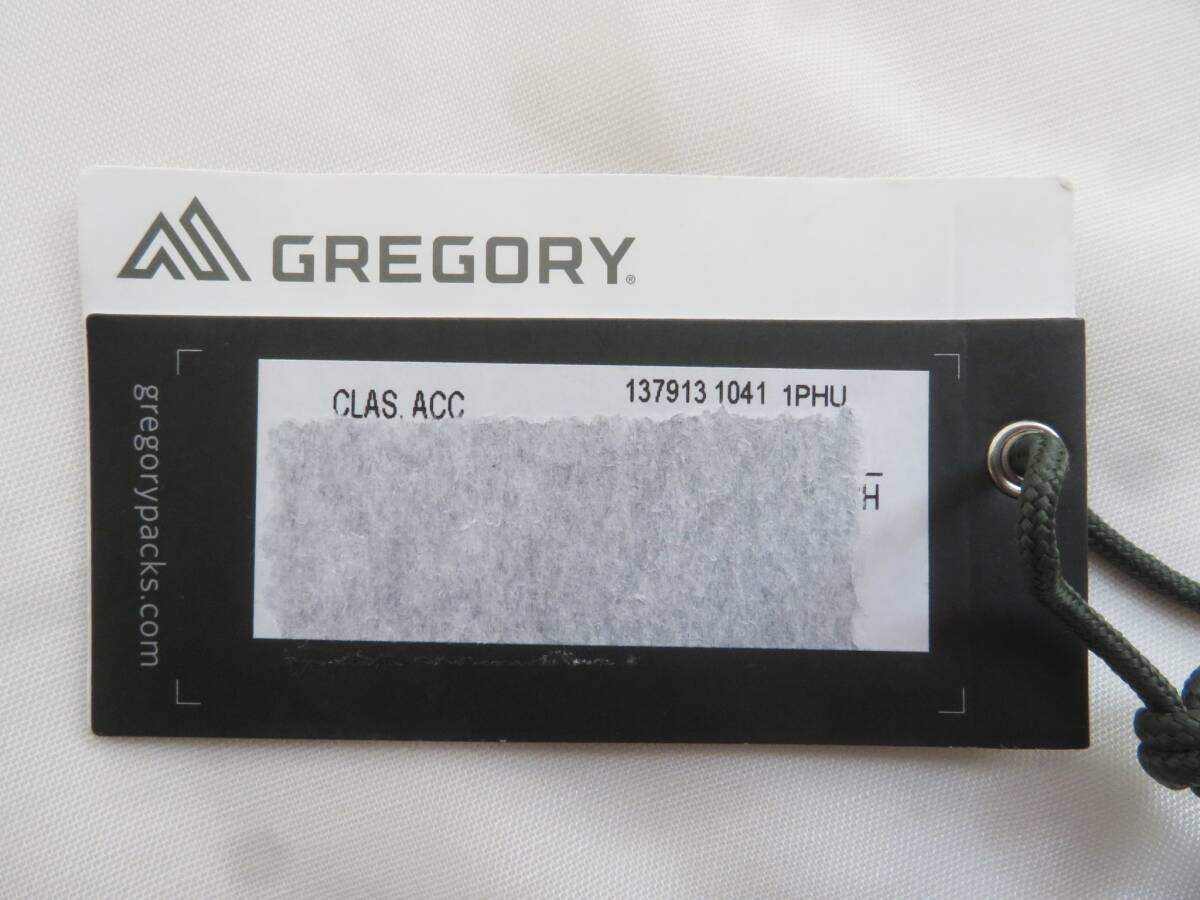 GREGORY®
CLAS. ACC
137913 1041 1PHU
H
gregorypacks.com